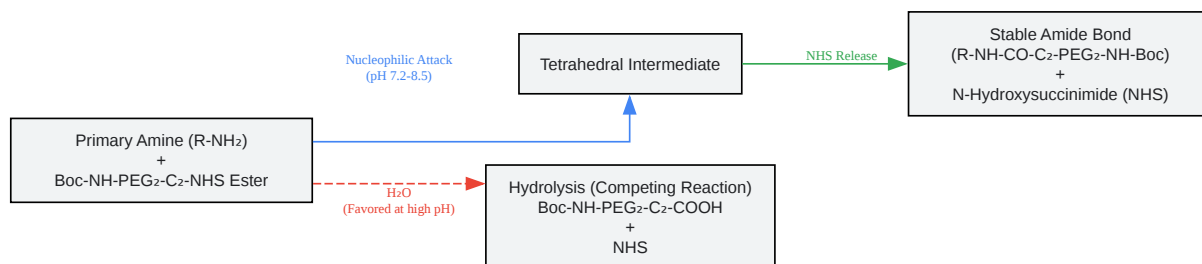 Primary Amine (R-NH₂)
+
Boc-NH-PEG₂-C₂-NHS Ester
Nucleophilic Attack
(pH 7.2-8.5)
Tetrahedral Intermediate
NHS Release
Stable Amide Bond
(R-NH-CO-C₂-PEG₂-NH-Boc)
+
N-Hydroxysuccinimide (NHS)
H₂O
(Favored at high pH)
Hydrolysis (Competing Reaction)
Boc-NH-PEG₂-C₂-COOH
+
NHS